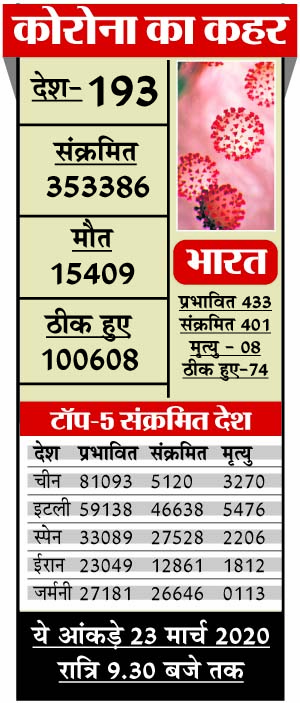 कोरोना का कहर
देश- 193
संक्रमित
353386
मौत
15409
ठीक हुए
100608
भारत
प्रभावित 433
संक्रमित 401
मृत्यु - 08
ठीक हुए-74
टॉप-5 संक्रमित देश
देश प्रभावित संक्रमित मृत्यु
चीन 81093 5120 3270
इटली 59138 46638 5476
स्पेन 33089 27528 2206
ईरान 23049 12861 1812
जर्मनी 27181 26646 0113
ये आंकड़े 23 मार्च 2020
रात्रि 9.30 बजे तक